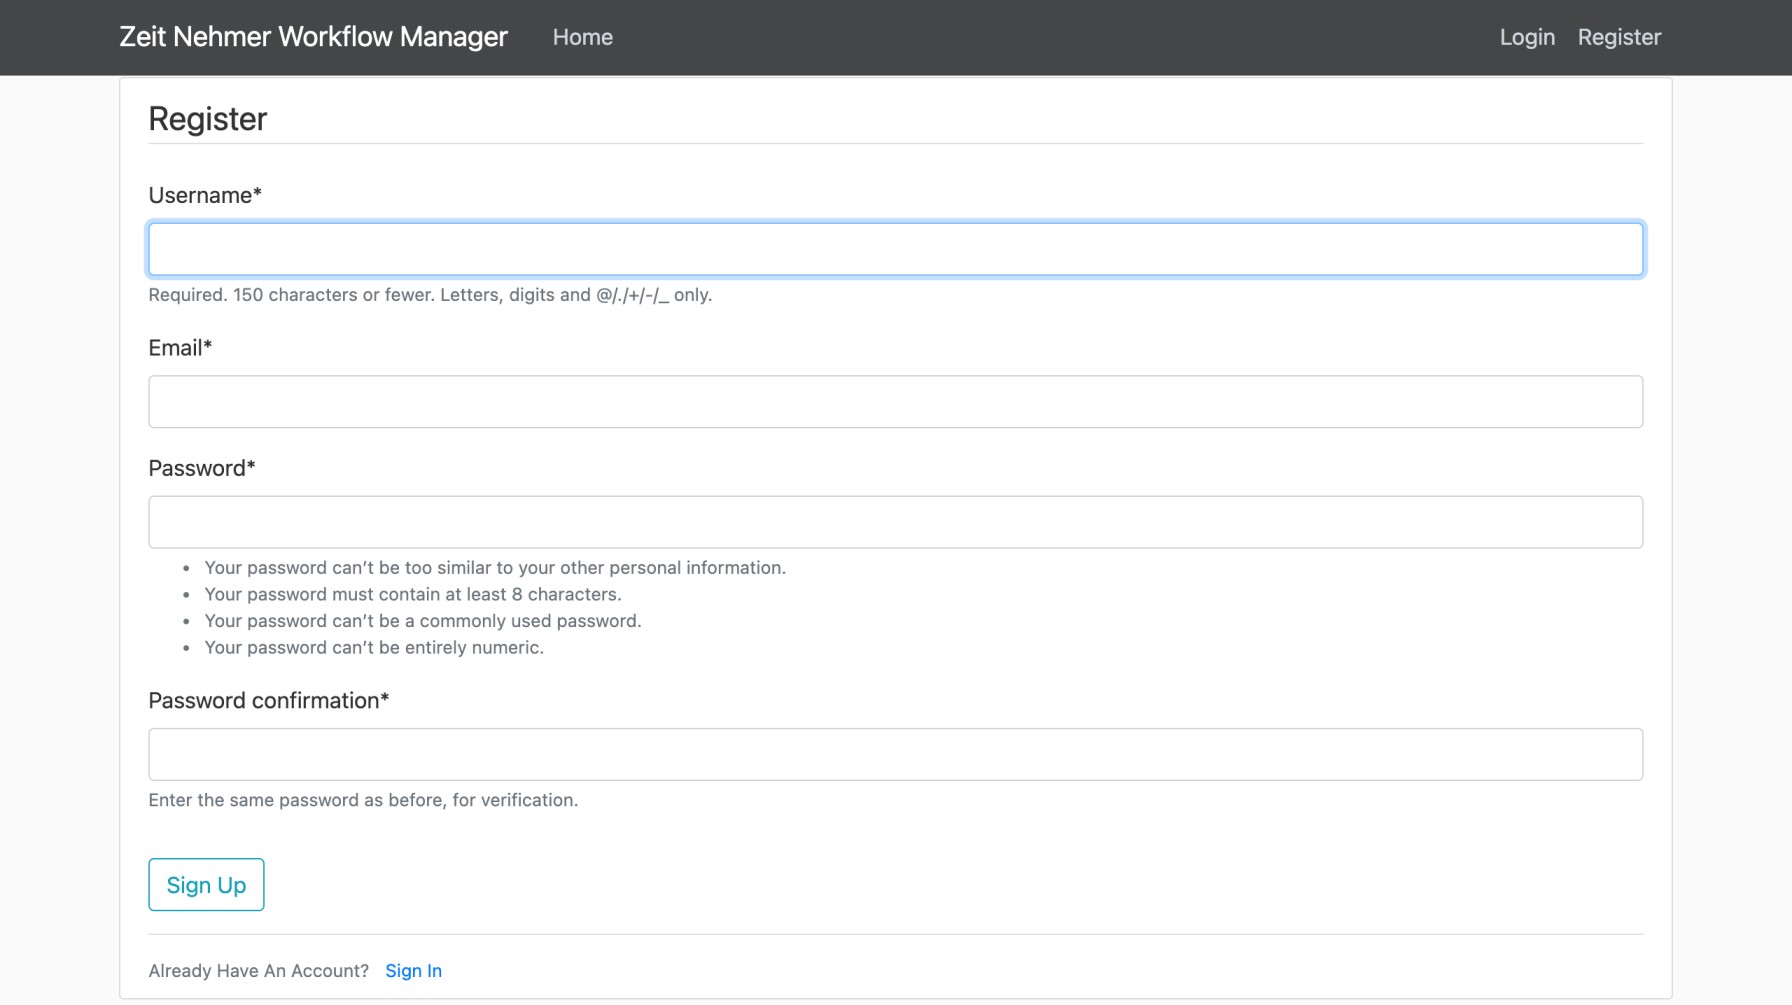 Zeit Nehmer Workflow Manager Home Login Register
Register
Username*
Required. 150 characters or fewer. Letters, digits and @/./+/-/_ only.
Email*
Password*
• Your password can’t be too similar to your other personal information.
• Your password must contain at least 8 characters.
• Your password can’t be a commonly used password.
• Your password can’t be entirely numeric.
Password confirmation*
Enter the same password as before, for verification.
Sign Up
Already Have An Account? Sign In